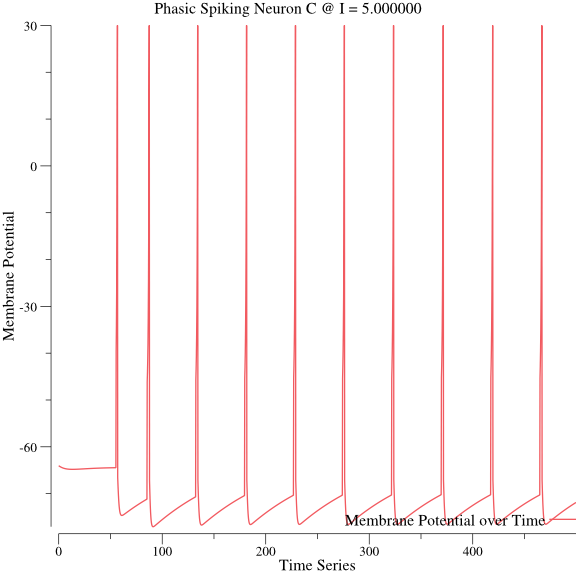 Phasic Spiking Neuron C @ I = 5.000000
30
0
-30
-60
Membrane Potential
Membrane Potential over Time
0 100 200 300 400
Time Series